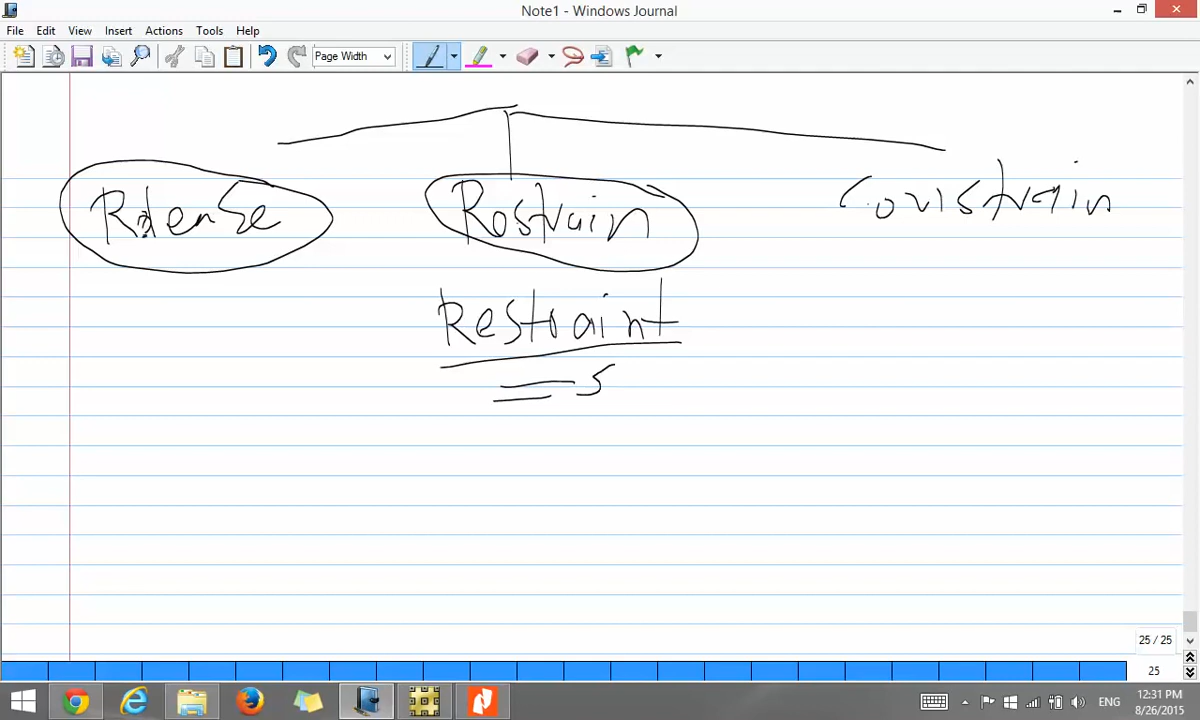 Note1 - Windows Journal
File Edit View Insert Actions Tools Help
Page Width
Release Restrain Constrain
Restraint
s
25 / 25
25
ENG
12:31 PM
8/26/2015